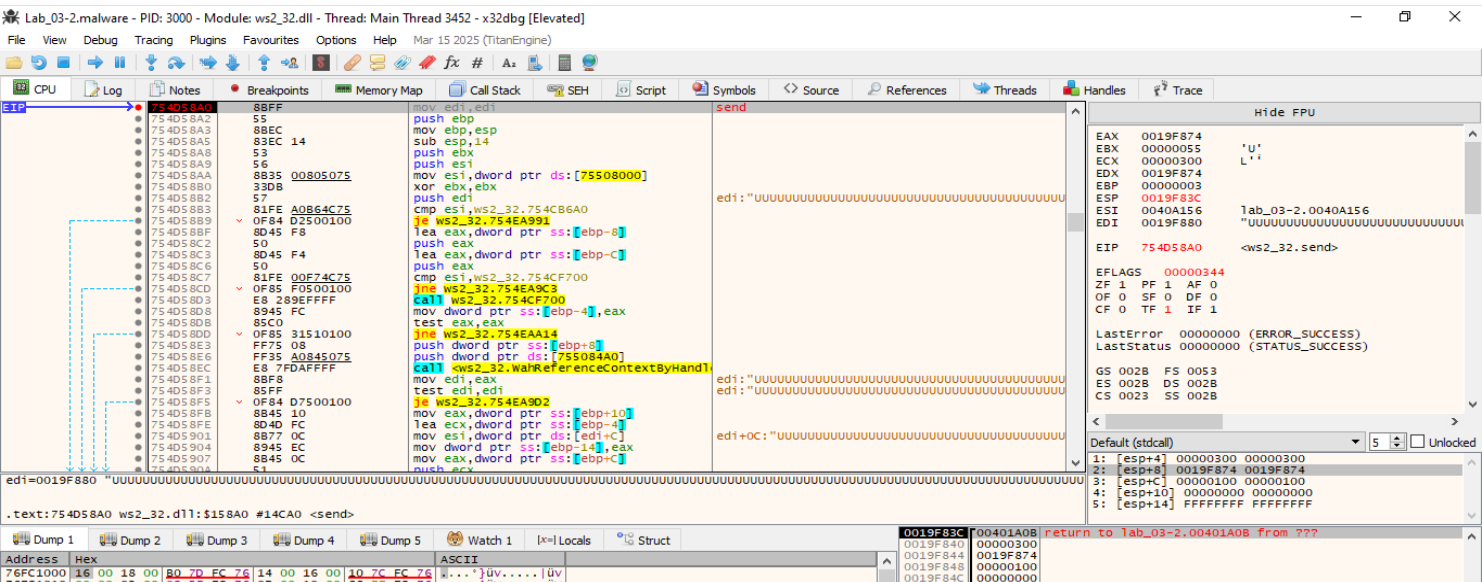 Lab_03-2.malware - PID: 3000 - Module: ws2_32.dll - Thread: Main Thread 3452 - x32dbg [Elevated]
File View Debug Tracing Plugins Favourites Options Help Mar 15 2025 (TitanEngine)
CPU Log Notes Breakpoints Memory Map Call Stack SEH Script Symbols Source References Threads Handles Trace
EIP 754D58A0 8BFF mov edi,edi send
754D58A2 55 push ebp
754D58A3 8BEC mov ebp,esp
754D58A5 83EC 14 sub esp,14
754D58A8 53 push ebx
754D58A9 56 push esi
754D58AA 8B35 00805075 mov esi,dword ptr ds:[75508000]
754D58B0 33DB xor ebx,ebx
754D58B2 57 push edi
754D58B3 81FE A0B64C75 cmp esi,ws2_32.754CB6A0
754D58B9 0F84 D2500100 je ws2_32.754EA991
754D58BF 8D45 F8 lea eax,dword ptr ss:[ebp-8]
754D58C2 50 push eax
754D58C3 8D45 F4 lea eax,dword ptr ss:[ebp-C]
754D58C6 50 push eax
754D58C7 81FE 00F74C75 cmp esi,ws2_32.754CF700
754D58CD 0F85 F0500100 jne ws2_32.754EA9C3
754D58D3 E8 289EFFFF call ws2_32.754CF700
754D58D8 8945 FC mov dword ptr ss:[ebp-4],eax
754D58DB 85C0 test eax,eax
754D58DD 0F85 31510100 jne ws2_32.754EAA14
754D58E3 FF75 08 push dword ptr ss:[ebp+8]
754D58E6 FF35 A0845075 push dword ptr ds:[755084A0]
754D58EC E8 7FDAFFFF call <ws2_32.WahReferenceContextByHandl
754D58F1 8BF8 mov edi,eax
754D58F3 85FF test edi,edi
754D58F5 0F84 D7500100 je ws2_32.754EA9D2
754D58FB 8B45 10 mov eax,dword ptr ss:[ebp+10]
754D58FE 8D4D FC lea ecx,dword ptr ss:[ebp-4]
754D5901 8B77 0C mov esi,dword ptr ds:[edi+C]
754D5904 8945 EC mov dword ptr ss:[ebp-14],eax
754D5907 8B45 0C mov eax,dword ptr ss:[ebp+C]
754D590A 51 push ecx
Hide FPU
EAX 0019F874
EBX 00000055 'U'
ECX 00000300
EDX 0019F874
EBP 00000003
ESP 0019F83C
ESI 0040A156 lab_03-2.0040A156
EDI 0019F880
EIP 754D58A0 <ws2_32.send>
EFLAGS 00000344
ZF 1 PF 1 AF 0
OF 0 SF 0 DF 0
CF 0 TF 1 IF 1
LastError 00000000 (ERROR_SUCCESS)
LastStatus 00000000 (STATUS_SUCCESS)
GS 002B FS 0053
ES 002B DS 002B
CS 0023 SS 002B
Default (stdcall) 5 Unlocked
1: [esp+4] 00000300 00000300
2: [esp+8] 0019F874 0019F874
3: [esp+C] 00000100 00000100
4: [esp+10] 00000000 00000000
5: [esp+14] FFFFFFFF FFFFFFFF
edi=0019F880
.text:754D58A0 ws2_32.dll:$158A0 #14CA0 <send>
Dump 1 Dump 2 Dump 3 Dump 4 Dump 5 Watch 1 [x=] Locals Struct
Address Hex ASCII
76FC1000 16 00 18 00 B0 7D FC 76 14 00 16 00 10 7C FC 76
0019F83C 00401A0B return to lab_03-2.00401A0B from ???
0019F840 00000300
0019F844 0019F874
0019F848 00000100
0019F84C 00000000